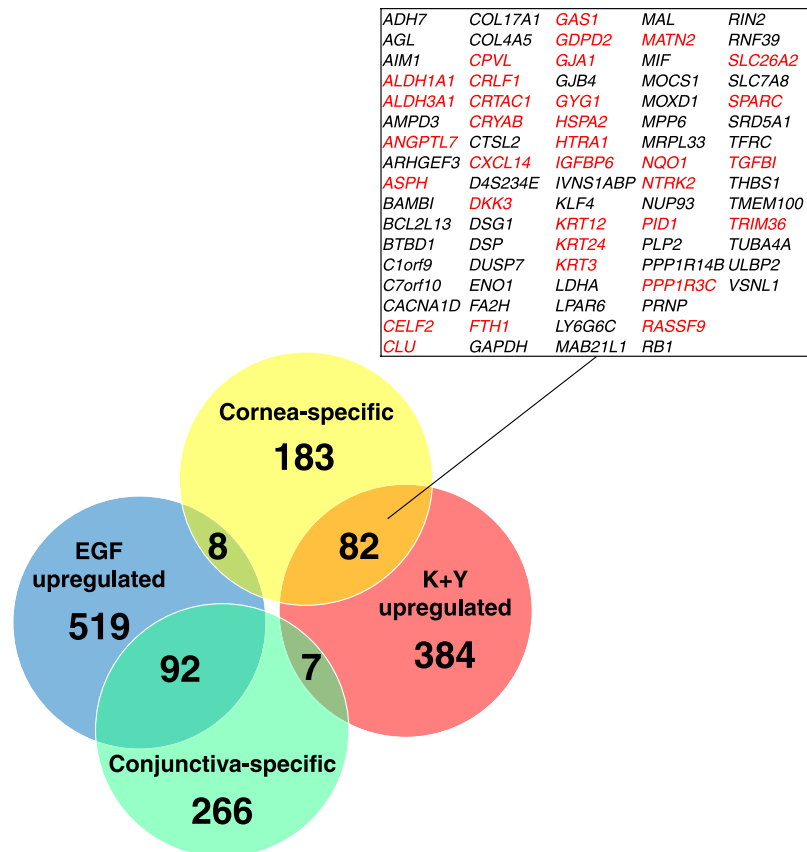 ADH7 COL17A1 GAS1 MAL RIN2
AGL COL4A5 GDPD2 MATN2 RNF39
AIM1 CPVL GJA1 MIF SLC26A2
ALDH1A1 CRLF1 GJB4 MOCS1 SLC7A8
ALDH3A1 CRTAC1 GYG1 MOXD1 SPARC
AMPD3 CRYAB HSPA2 MPP6 SRD5A1
ANGPTL7 CTSL2 HTRA1 MRPL33 TFRC
ARHGEF3 CXCL14 IGFBP6 NQO1 TGFBI
ASPH D4S234E IVNS1ABP NTRK2 THBS1
BAMBI DKK3 KLF4 NUP93 TMEM100
BCL2L13 DSG1 KRT12 PID1 TRIM36
BTBD1 DSP KRT24 PLP2 TUBA4A
C1orf9 DUSP7 KRT3 PPP1R14B ULBP2
C7orf10 ENO1 LDHA PPP1R3C VSNL1
CACNA1D FA2H LPAR6 PRNP
CELF2 FTH1 LY6G6C RASSF9
CLU GAPDH MAB21L1 RB1
Cornea-specific
183
8
82
EGF
upregulated
519
K+Y
upregulated
384
92
7
Conjunctiva-specific
266